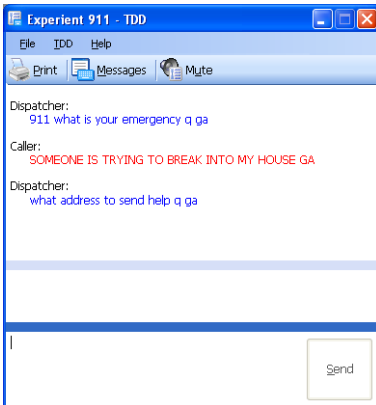 Experient 911 - TDD
File TDD Help
Print Messages Mute
Dispatcher:
911 what is your emergency q ga
Caller:
SOMEONE IS TRYING TO BREAK INTO MY HOUSE GA
Dispatcher:
what address to send help q ga
Send